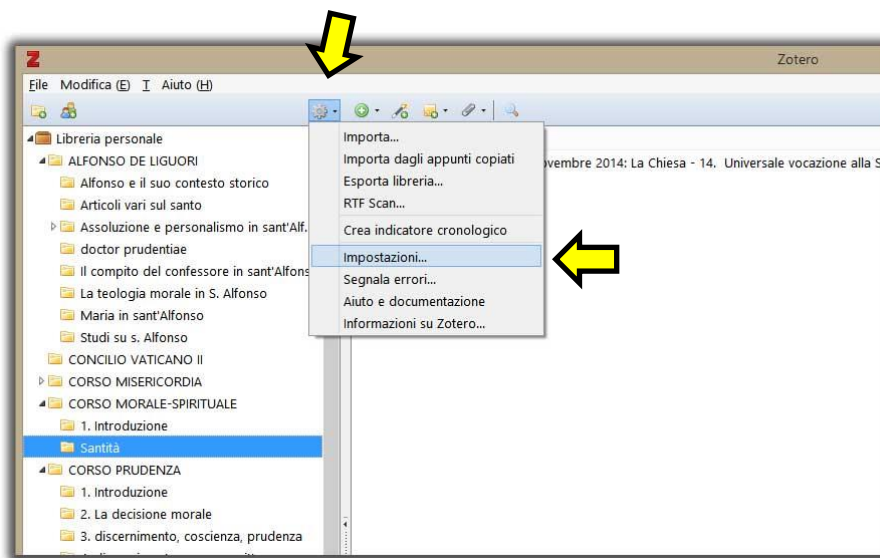 Z
Zotero
File Modifica (E) T Aiuto (H)
Libreria personale
ALFONSO DE LIGUORI
Alfonso e il suo contesto storico
Articoli vari sul santo
Assoluzione e personalismo in sant'Alf.
doctor prudentiae
Il compito del confessore in sant'Alfons
La teologia morale in S. Alfonso
Maria in sant'Alfonso
Studi su s. Alfonso
CONCILIO VATICANO II
CORSO MISERICORDIA
CORSO MORALE-SPIRITUALE
1. Introduzione
Santità
CORSO PRUDENZA
1. Introduzione
2. La decisione morale
3. discernimento, coscienza, prudenza
Importa...
Importa dagli appunti copiati
Esporta libreria...
RTF Scan...
Crea indicatore cronologico
Impostazioni...
Segnala errori...
Aiuto e documentazione
Informazioni su Zotero...
ovembre 2014: La Chiesa - 14. Universale vocazione alla S